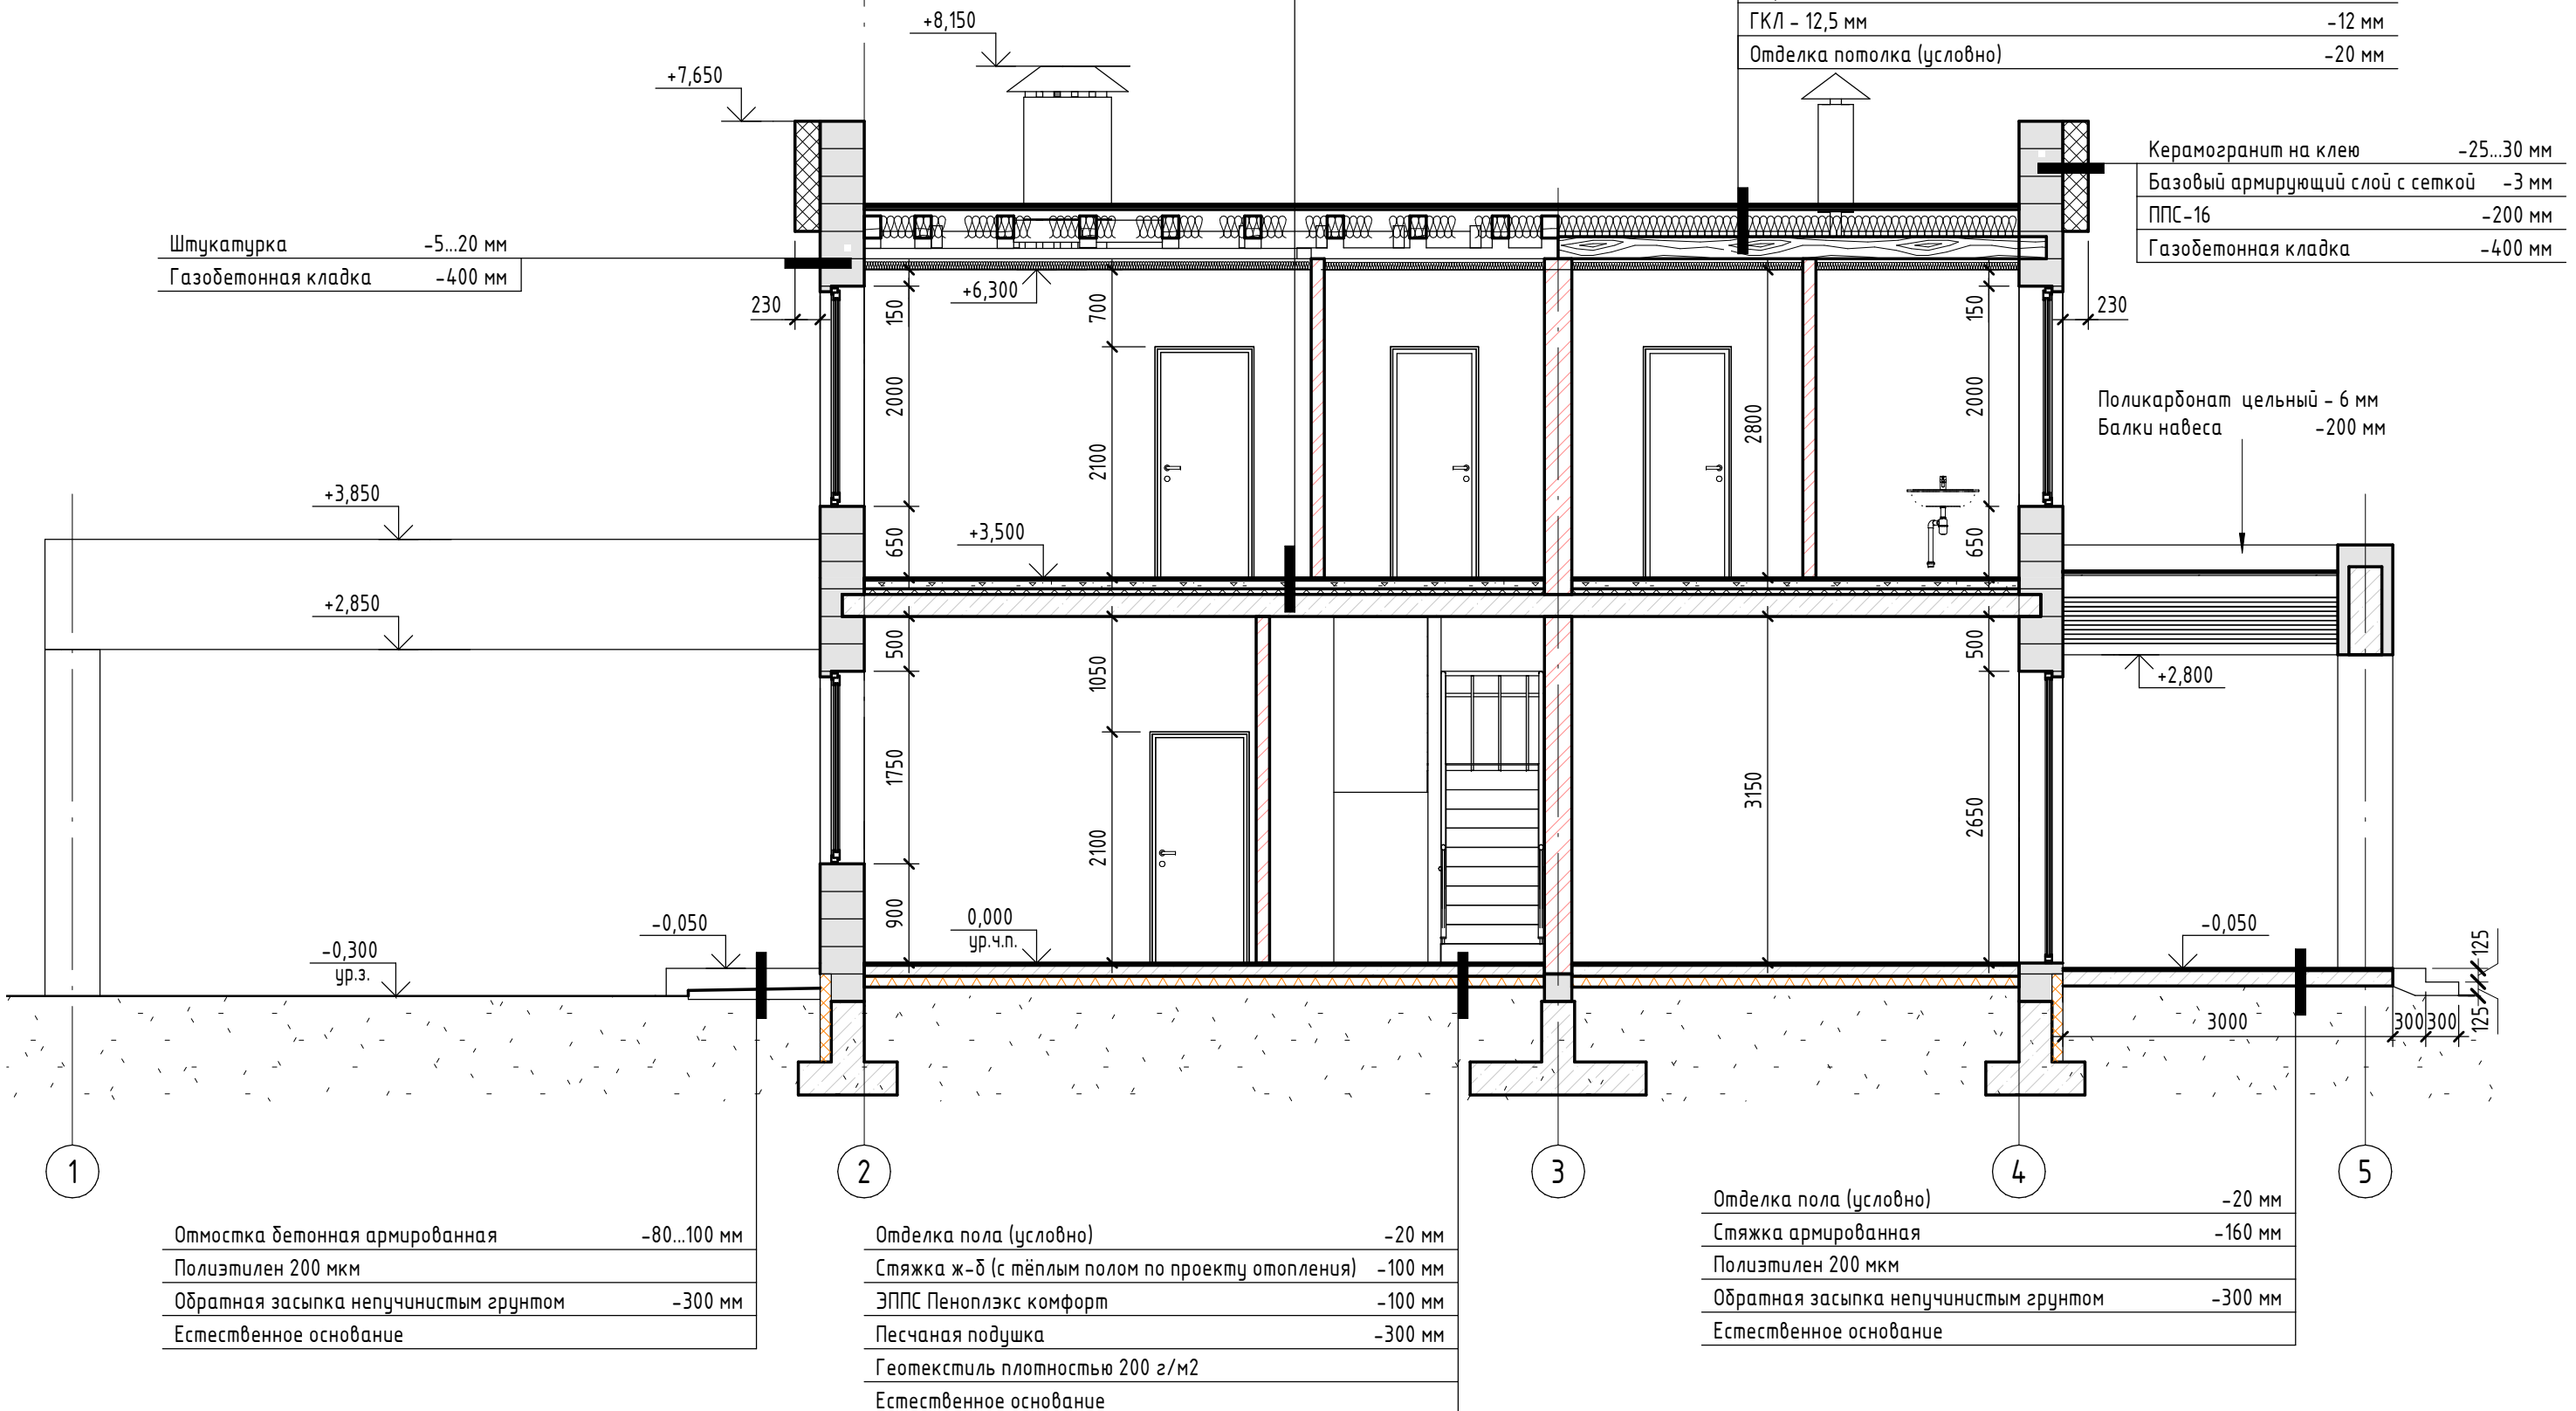 +8,150
ГКЛ - 12,5 мм -12 мм
Отделка потолка (условно) -20 мм
+7,650
Керамогранит на клею -25...30 мм
Базовый армирующий слой с сеткой -3 мм
ППС-16 -200 мм
Газобетонная кладка -400 мм
Штукатурка -5...20 мм
Газобетонная кладка -400 мм
+6,300
230
150
700
150
230
2000
2100
2800
2000
Поликарбонат цельный - 6 мм
Балки навеса -200 мм
+3,850
650
+3,500
650
+2,850
500
1050
500
+2,800
1750
2100
3150
2650
900
-0,300
ур.з.
-0,050
0,000
ур.ч.п.
-0,050
125
125
3000
300
300
1
2
3
4
5
Отмостка бетонная армированная -80...100 мм
Полиэтилен 200 мкм
Обратная засыпка непучинистым грунтом -300 мм
Естественное основание
Отделка пола (условно) -20 мм
Стяжка ж-б (с тёплым полом по проекту отопления) -100 мм
ЭППС Пеноплэкс комфорт -100 мм
Песчаная подушка -300 мм
Геотекстиль плотностью 200 г/м2
Естественное основание
Отделка пола (условно) -20 мм
Стяжка армированная -160 мм
Полиэтилен 200 мкм
Обратная засыпка непучинистым грунтом -300 мм
Естественное основание